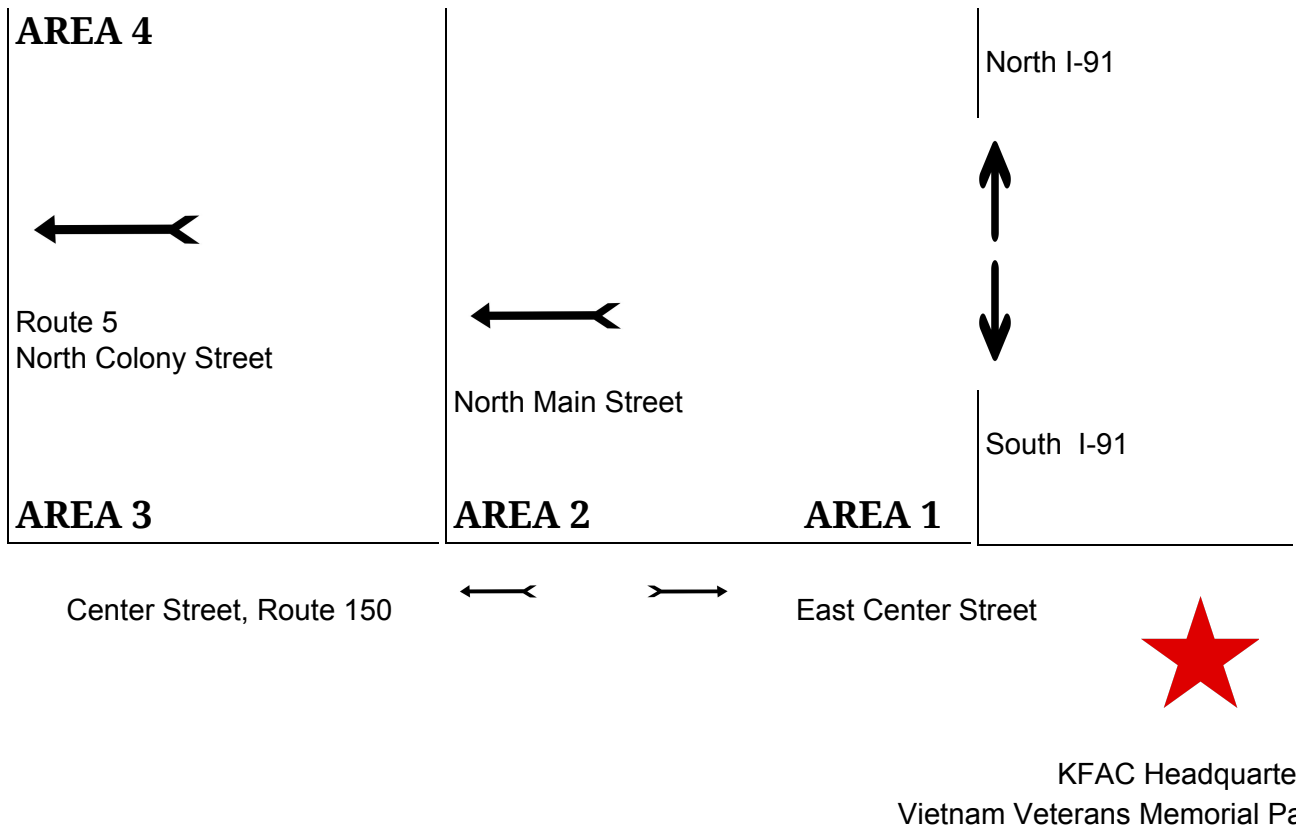 AREA 4
North I-91
Route 5
North Colony Street
North Main Street
South I-91
AREA 3
AREA 2
AREA 1
Center Street, Route 150
East Center Street
KFAC Headquarte
Vietnam Veterans Memorial Pa